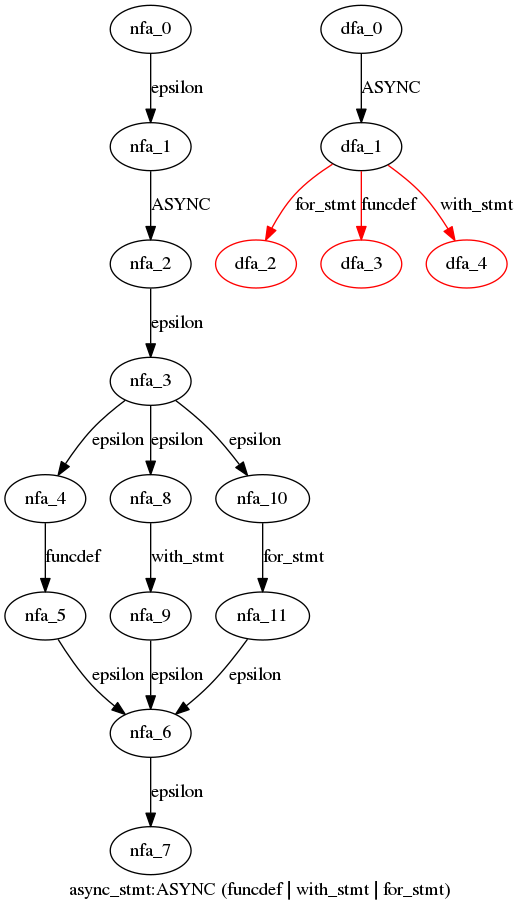 nfa_0
dfa_0
epsilon
ASYNC
nfa_1
dfa_1
ASYNC
for_stmt
funcdef
with_stmt
nfa_2
dfa_2
dfa_3
dfa_4
epsilon
nfa_3
epsilon
epsilon
epsilon
nfa_4
nfa_8
nfa_10
funcdef
with_stmt
for_stmt
nfa_5
nfa_9
nfa_11
epsilon
epsilon
epsilon
nfa_6
epsilon
nfa_7
async_stmt:ASYNC (funcdef | with_stmt | for_stmt)